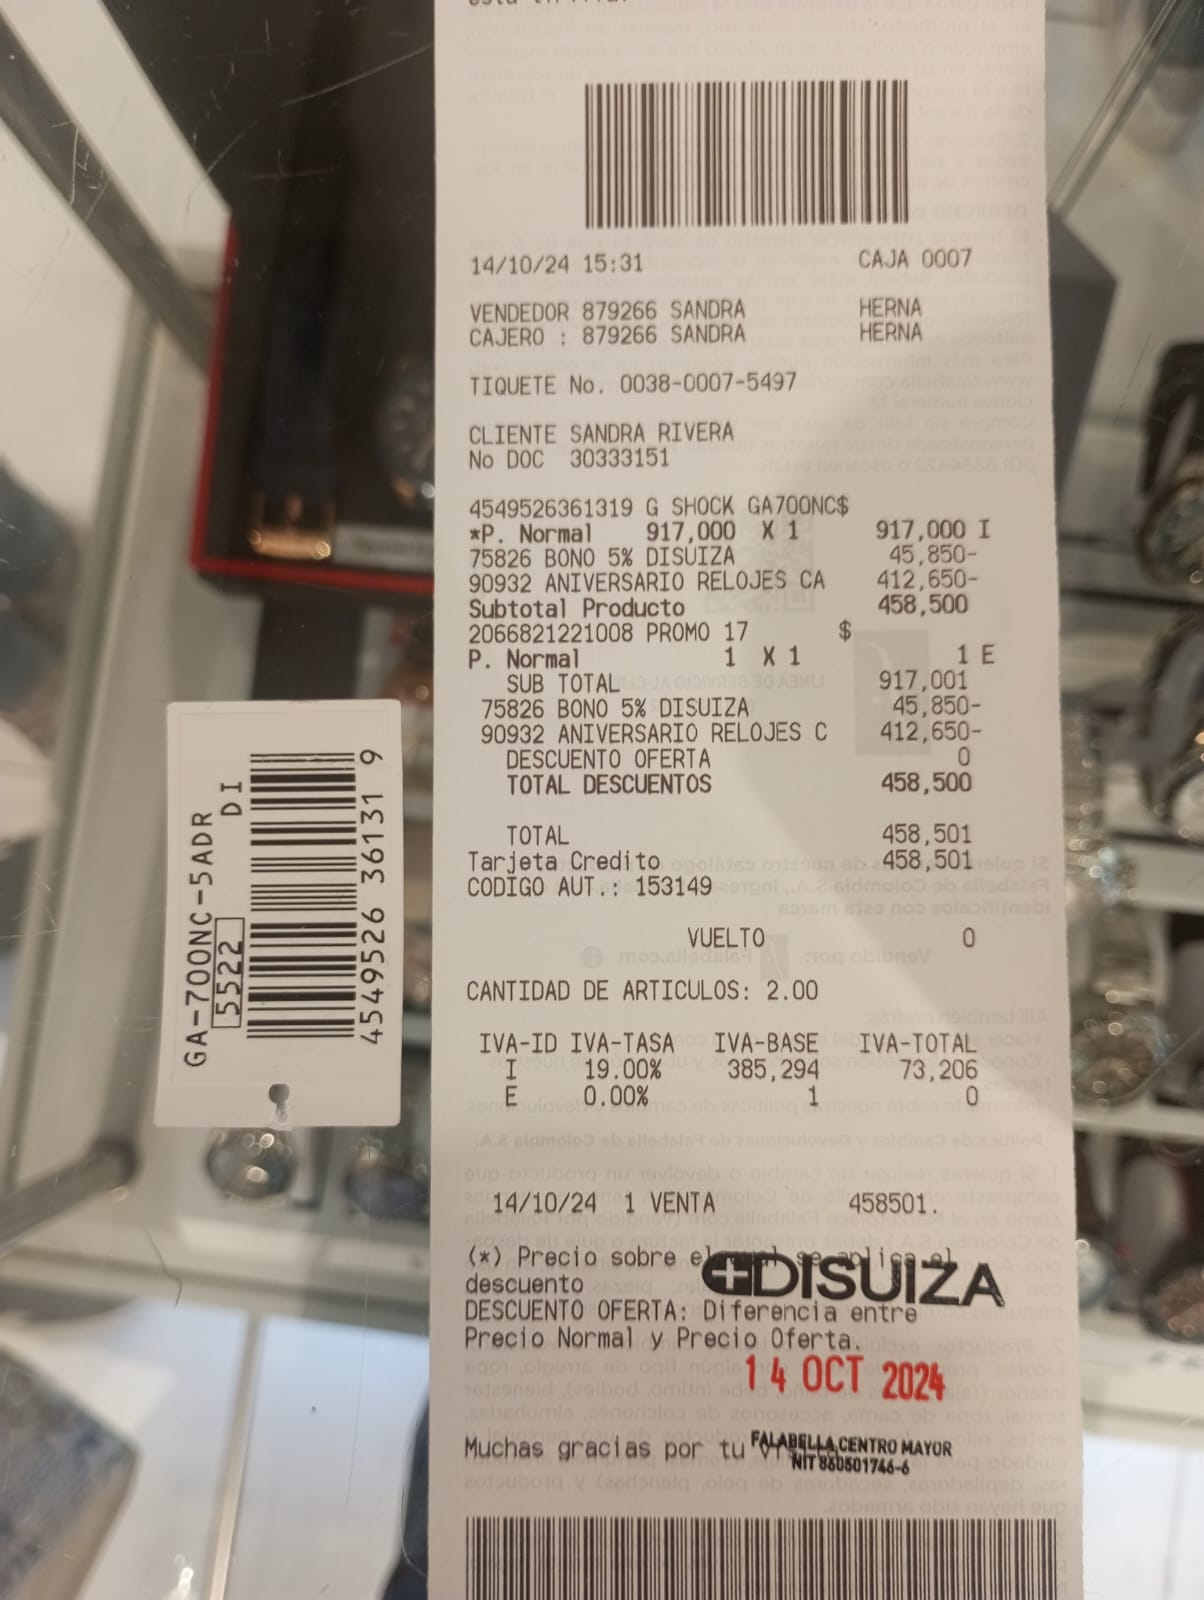 14/10/24 15:31 CAJA 0007
VENDEDOR 879266 SANDRA HERNA
CAJERO : 879266 SANDRA HERNA
TIQUETE No. 0038-0007-5497
CLIENTE SANDRA RIVERA
No DOC 30333151
4549526361319 G SHOCK GA700NC$
*P. Normal 917,000 X 1 917,000 I
75826 BONO 5% DISUIZA 45,850-
90932 ANIVERSARIO RELOJES CA 412,650-
Subtotal Producto 458,500
2066821221008 PROMO 17 $
P. Normal 1 X 1 1 E
SUB TOTAL 917,001
75826 BONO 5% DISUIZA 45,850-
90932 ANIVERSARIO RELOJES C 412,650-
DESCUENTO OFERTA 0
TOTAL DESCUENTOS 458,500
TOTAL 458,501
Tarjeta Credito 458,501
CODIGO AUT.: 153149
VUELTO 0
CANTIDAD DE ARTICULOS: 2.00
IVA-ID IVA-TASA IVA-BASE IVA-TOTAL
I 19.00% 385,294 73,206
E 0.00% 1 0
14/10/24 1 VENTA 458501.
(*) Precio sobre el cual se aplica el
descuento
DISUIZA
DESCUENTO OFERTA: Diferencia entre
Precio Normal y Precio Oferta.
14 OCT 2024
Muchas gracias por tu
FALABELLA CENTRO MAYOR
NIT 860501746-6
GA-700NC-5ADR
5522 DI
4549526 36131 9